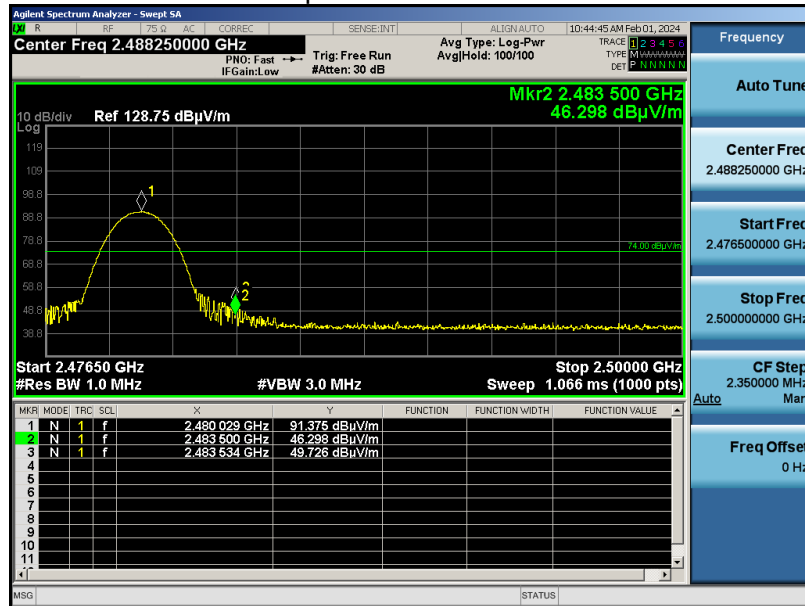 Agilent Spectrum Analyzer - Swept SA
LXI R RF 75 Ω AC CORREC SENSE:INT ALIGN AUTO 10:44:45 AM Feb 01, 2024
Center Freq 2.488250000 GHz
PNO: Fast
IFGain:Low
Trig: Free Run
#Atten: 30 dB
Avg Type: Log-Pwr
Avg|Hold: 100/100
TRACE 1 2 3 4 5 6
TYPE M
DET P N N N N N
Frequency
Mkr2 2.483 500 GHz
46.298 dBµV/m
10 dB/div Ref 128.75 dBµV/m
Log
119
109
98.8
88.8
78.8
68.8
58.8
48.8
38.8
1
2
74.00 dBµV/m
Start 2.47650 GHz Stop 2.50000 GHz
#Res BW 1.0 MHz #VBW 3.0 MHz Sweep 1.066 ms (1000 pts)
MKR MODE TRC SCL X Y FUNCTION FUNCTION WIDTH FUNCTION VALUE
1 N 1 f 2.480 029 GHz 91.375 dBµV/m
2 N 1 f 2.483 500 GHz 46.298 dBµV/m
3 N 1 f 2.483 534 GHz 49.726 dBµV/m
4
5
6
7
8
9
10
11
Auto Tune
Center Freq
2.488250000 GHz
Start Freq
2.476500000 GHz
Stop Freq
2.500000000 GHz
CF Step
2.350000 MHz
Auto Man
Freq Offset
0 Hz
MSG STATUS